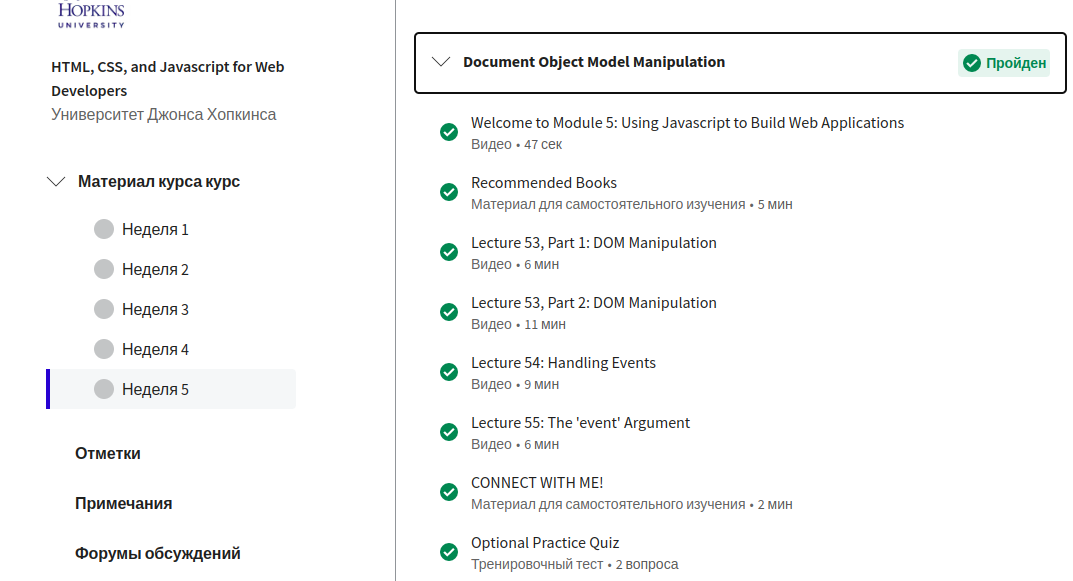 HOPKINS
UNIVERSITY
HTML, CSS, and Javascript for Web
Developers
Университет Джонса Хопкинса
Материал курса курс
Неделя 1
Неделя 2
Неделя 3
Неделя 4
Неделя 5
Отметки
Примечания
Форумы обсуждений
Document Object Model Manipulation
Пройден
Welcome to Module 5: Using Javascript to Build Web Applications
Видео • 47 сек
Recommended Books
Материал для самостоятельного изучения • 5 мин
Lecture 53, Part 1: DOM Manipulation
Видео • 6 мин
Lecture 53, Part 2: DOM Manipulation
Видео • 11 мин
Lecture 54: Handling Events
Видео • 9 мин
Lecture 55: The 'event' Argument
Видео • 6 мин
CONNECT WITH ME!
Материал для самостоятельного изучения • 2 мин
Optional Practice Quiz
Тренировочный тест • 2 вопроса